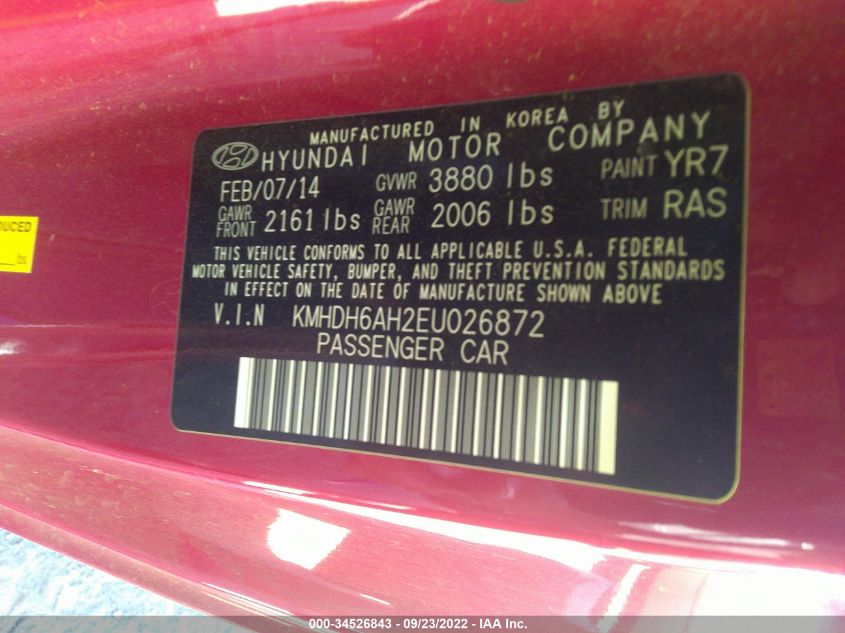 MANUFACTURED IN KOREA BY
HYUNDAI MOTOR COMPANY
FEB/07/14 GVWR 3880 lbs PAINT YR7
GAWR FRONT 2161 lbs GAWR REAR 2006 lbs TRIM RAS
THIS VEHICLE CONFORMS TO ALL APPLICABLE U.S.A. FEDERAL
MOTOR VEHICLE SAFETY, BUMPER, AND THEFT PREVENTION STANDARDS
IN EFFECT ON THE DATE OF MANUFACTURE SHOWN ABOVE
V.I.N KMHDH6AH2EU026872
PASSENGER CAR
lbs
000-34526843 / 09/23/2022 - IAA Inc.